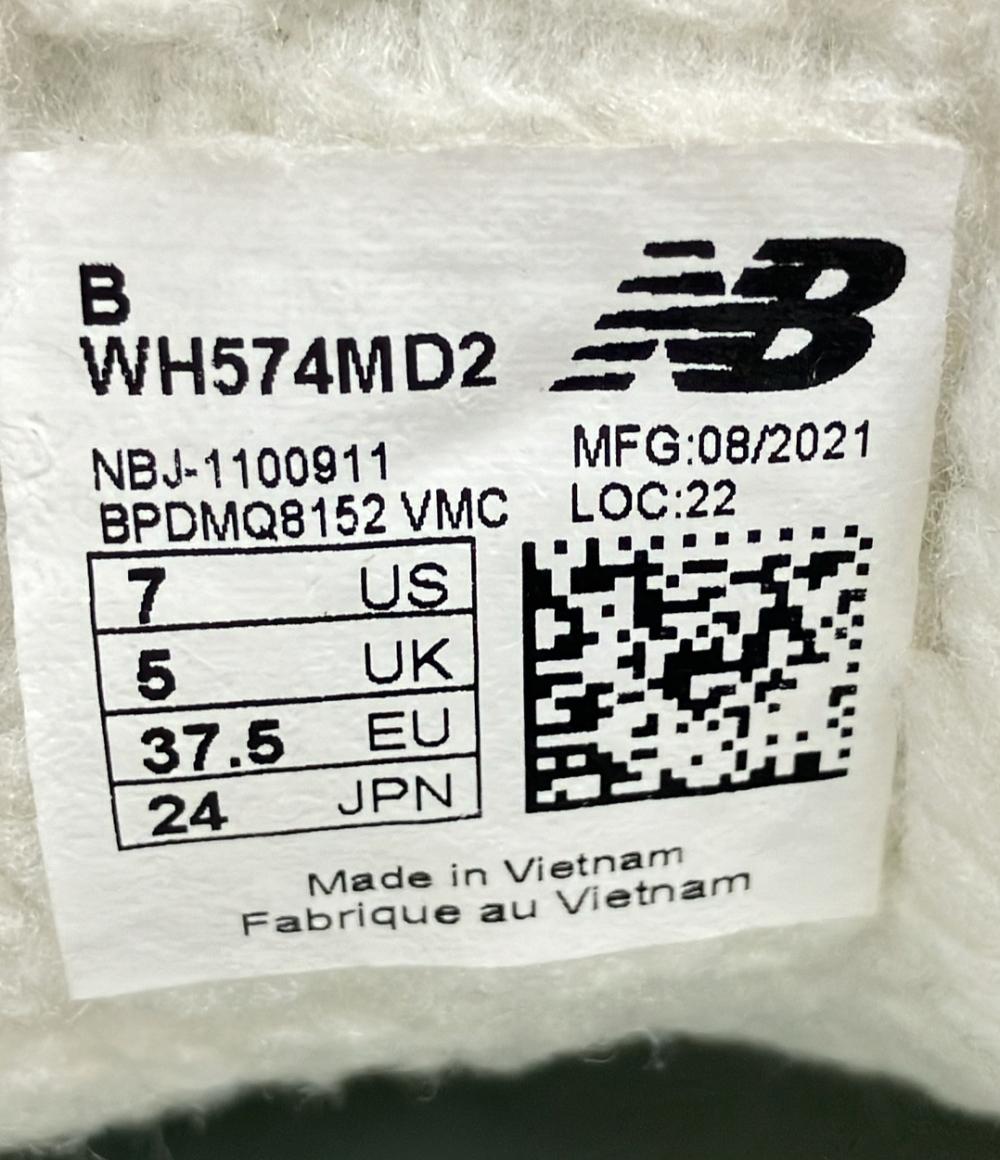 B
WH574MD2
NB
NBJ-1100911
BPDMQ8152 VMC
MFG:08/2021
LOC:22
7 US
5 UK
37.5 EU
24 JPN
Made in Vietnam
Fabrique au Vietnam